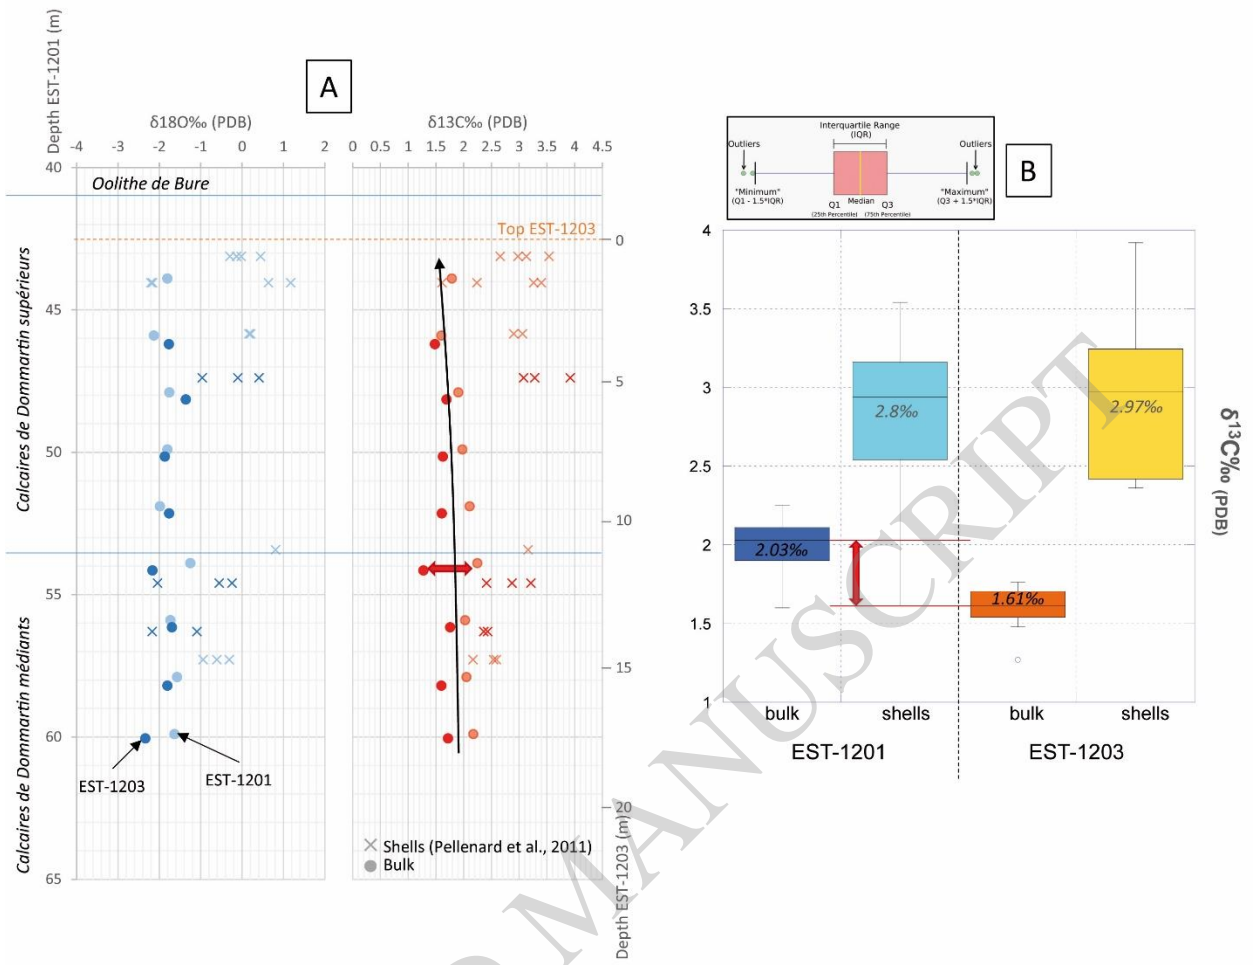 A
Depth EST-1201 (m)
δ18O‰ (PDB)
δ13C‰ (PDB)
-4 -3 -2 -1 0 1 2
0 0.5 1 1.5 2 2.5 3 3.5 4 4.5
40
45
50
55
60
65
Oolithe de Bure
Calcaires de Dommartin supérieurs
Calcaires de Dommartin médiants
Top EST-1203
0
5
10
15
20
Depth EST-1203 (m)
EST-1203
EST-1201
Shells (Pellenard et al., 2011)
Bulk
B
Interquartile Range
(IQR)
Outliers
Outliers
"Minimum"
(Q1 - 1.5*IQR)
Q1
(25th Percentile)
Median
Q3
(75th Percentile)
"Maximum"
(Q3 + 1.5*IQR)
4
3.5
3
2.5
2
1.5
1
2.03‰
2.8‰
1.61‰
2.97‰
δ13C‰ (PDB)
bulk shells bulk shells
EST-1201 EST-1203
D MANUSCRIPT